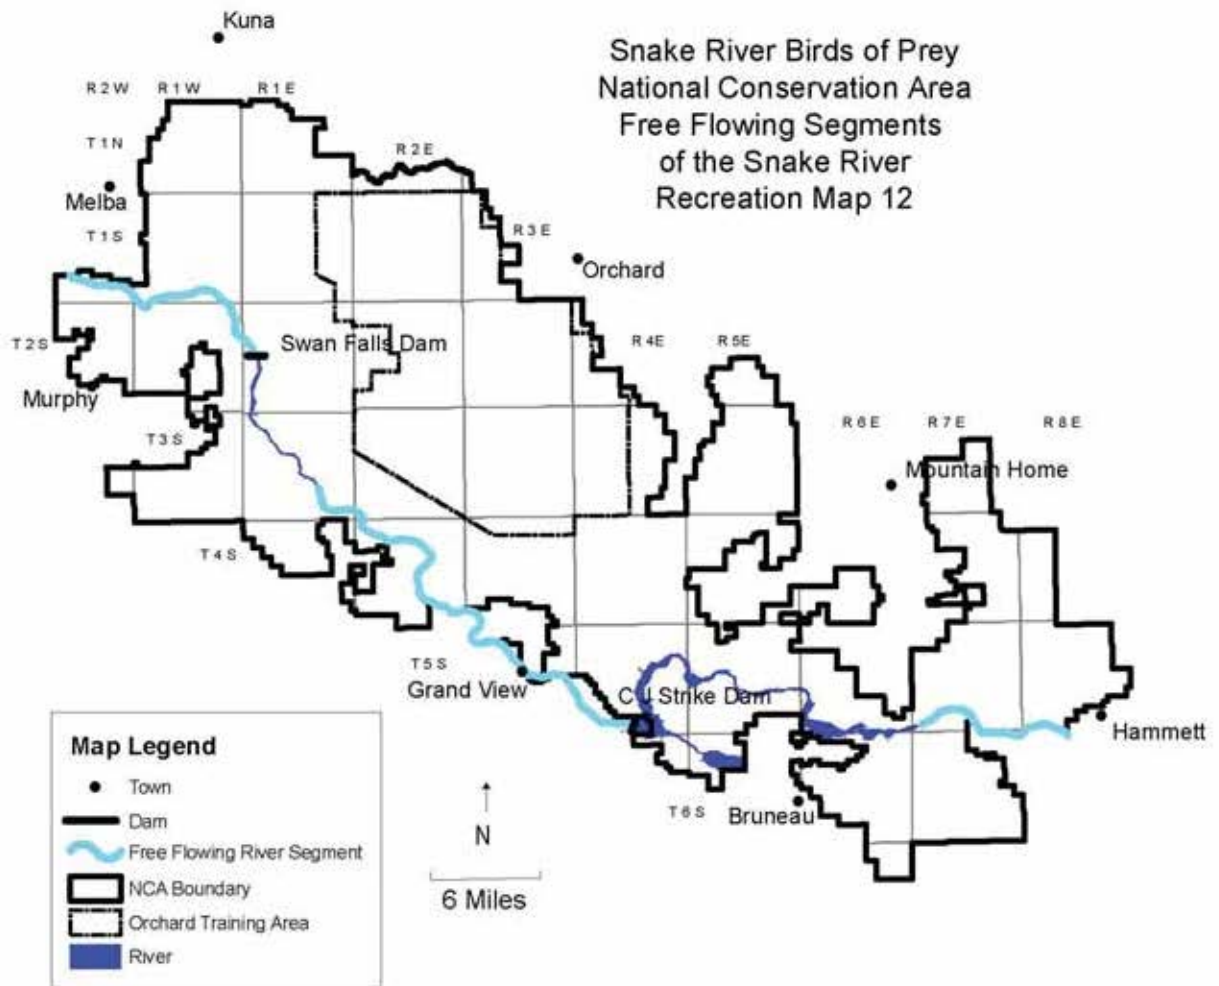 Kuna
Snake River Birds of Prey
National Conservation Area
Free Flowing Segments
of the Snake River
Recreation Map 12
R 2 W
R 1 W
R 1 E
T 1 N
R 2 E
Melba
T 1 S
R 3 E
Orchard
T 2 S
Swan Falls Dam
R 4E
R 5E
Murphy
T 3 S
R 6 E
R 7 E
R 8 E
Mountain Home
T 4 S
T 5 S
Grand View
C J Strike Dam
Hammett
T 6 S
Bruneau
N
6 Miles
Map Legend
Town
Dam
Free Flowing River Segment
NCA Boundary
Orchard Training Area
River